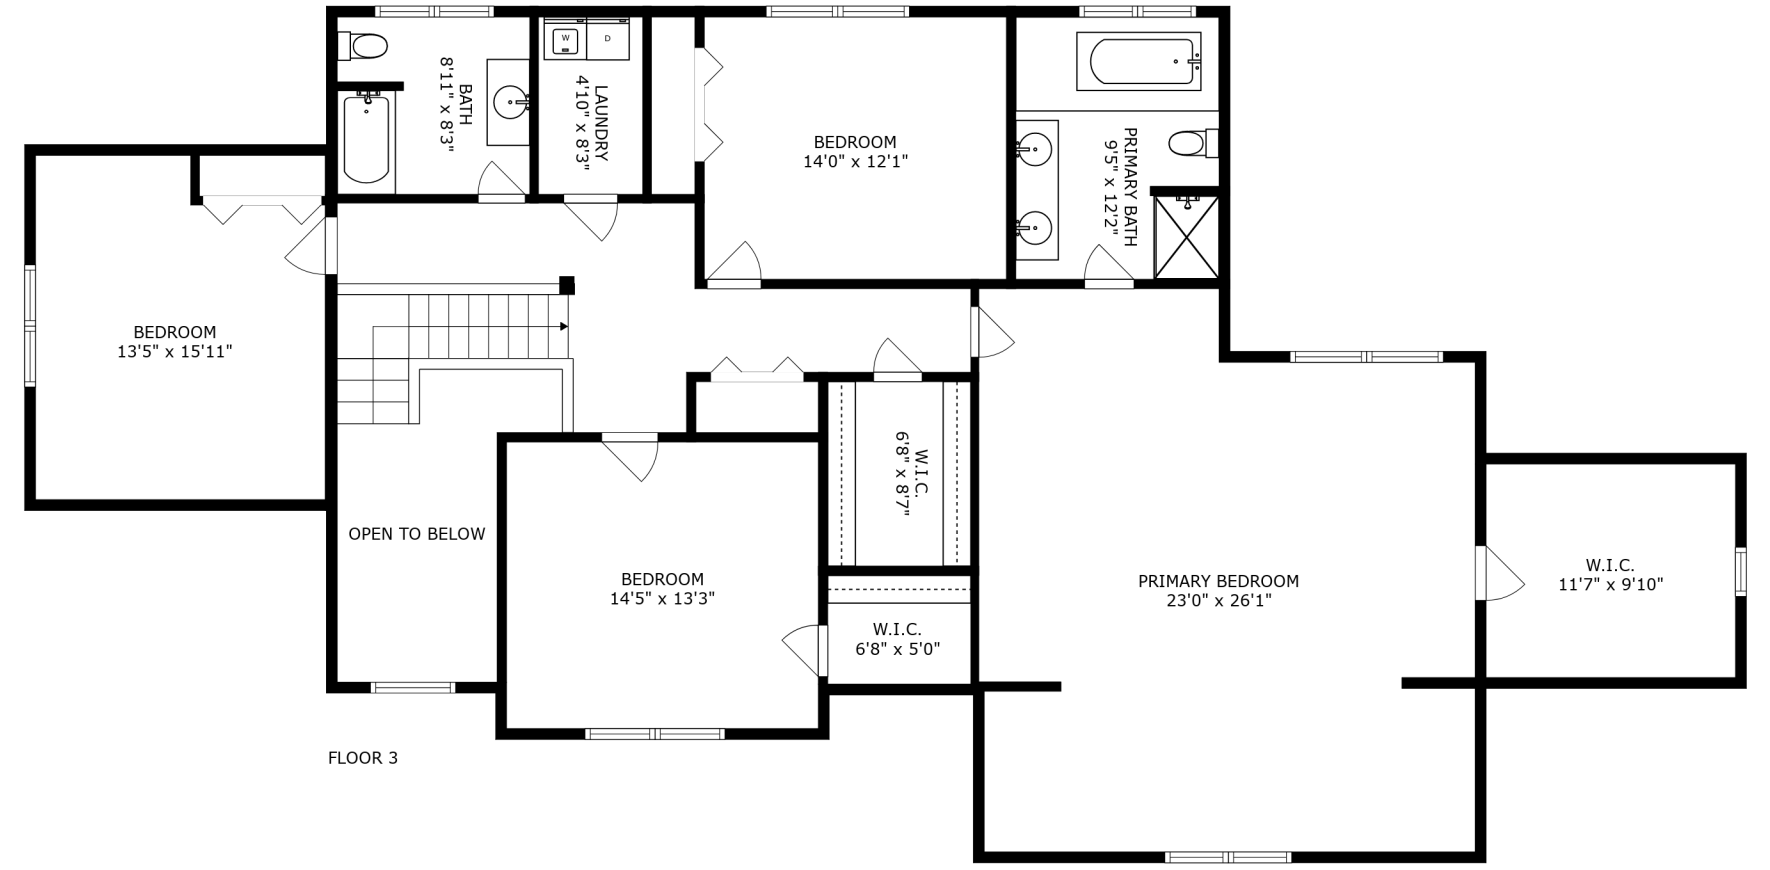 W
D
BATH
8'11" x 8'3"
LAUNDRY
4'10" x 8'3"
BEDROOM
14'0" x 12'1"
PRIMARY BATH
9'5" x 12'2"
BEDROOM
13'5" x 15'11"
W.I.C.
6'8" x 8'7"
OPEN TO BELOW
BEDROOM
14'5" x 13'3"
PRIMARY BEDROOM
23'0" x 26'1"
W.I.C.
11'7" x 9'10"
W.I.C.
6'8" x 5'0"
FLOOR 3